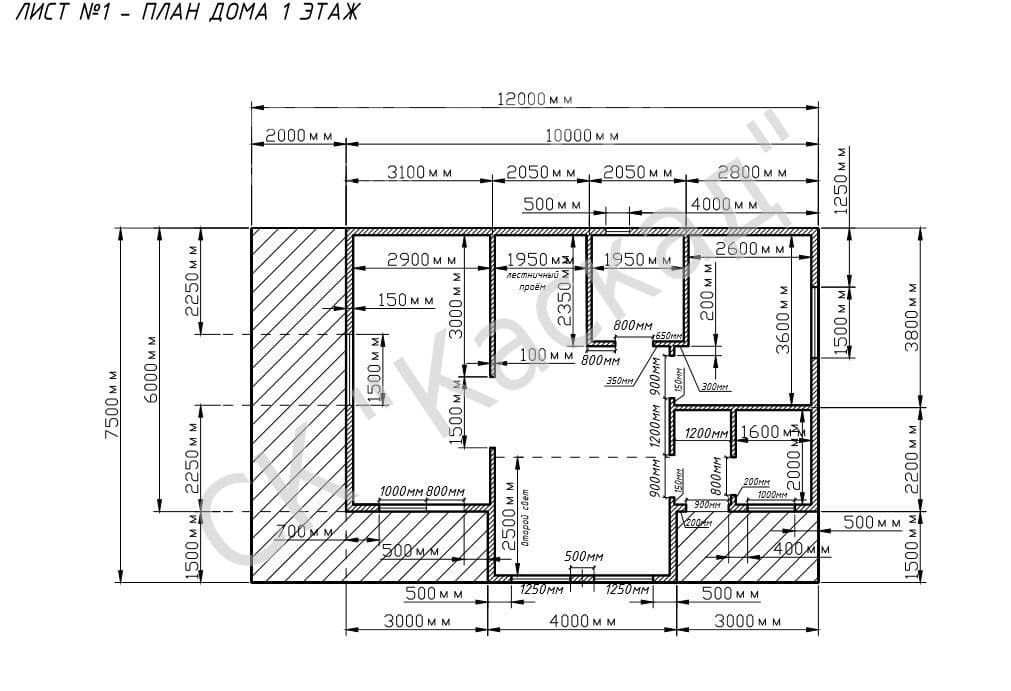 ЛИСТ №1 - ПЛАН ДОМА 1 ЭТАЖ
12000мм
2000мм
10000мм
3100мм
2050мм
2050мм
2800мм
500мм
4000мм
1250мм
2900мм
1950мм
1950мм
2600мм
лестничный
проём
150мм
3000мм
2350мм
200мм
3600мм
1500мм
3800мм
2250мм
6000мм
7500мм
800мм
650мм
100мм
800мм
350мм
900мм
150мм
300мм
1500мм
1500мм
1200мм
1200мм
1600мм
2000мм
2200мм
2250мм
900мм
150мм
800мм
200мм
1000мм
900мм
200мм
1000мм
800мм
2500мм
Второй свет
700мм
500мм
500мм
400мм
500мм
1500мм
1500мм
1250мм
1250мм
500мм
500мм
3000мм
4000мм
3000мм
СК "Каскад"